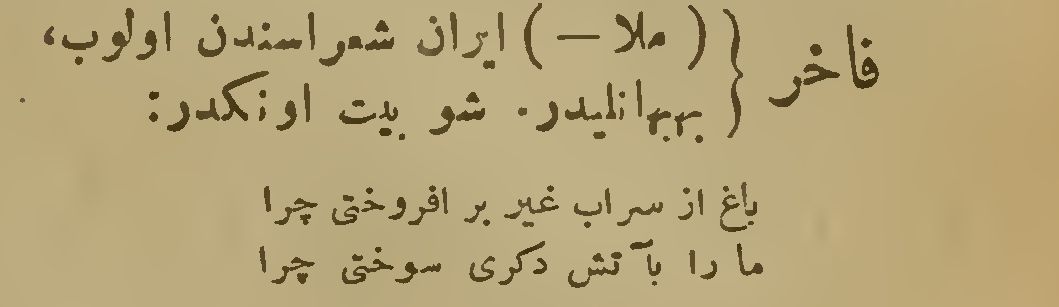 فاخر { ( ملا — ) ایران شعراسندن اولوب،
بهبهانلیدر. شو بیت اونکدر:
باغ از سراب غیر بر افروختی چرا
ما را بآتش دکری سوختی چرا